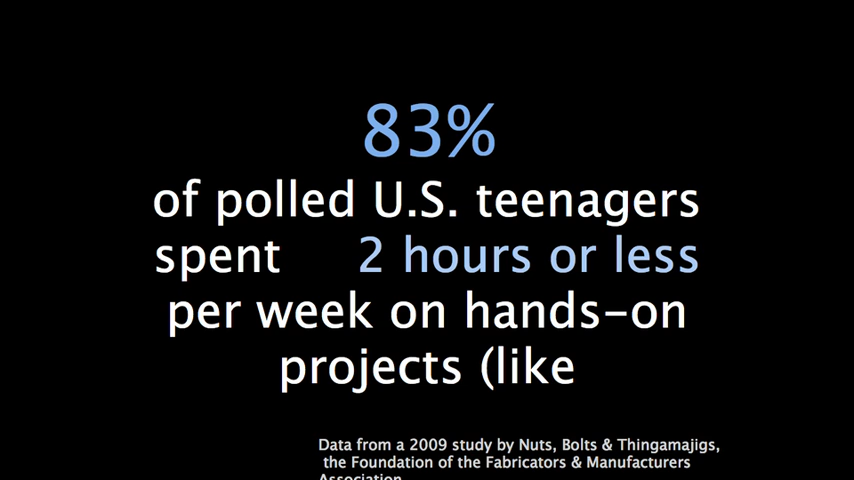 83%
of polled U.S. teenagers
spent 2 hours or less
per week on hands-on
projects (like
Data from a 2009 study by Nuts, Bolts & Thingamajigs,
the Foundation of the Fabricators & Manufacturers
Association